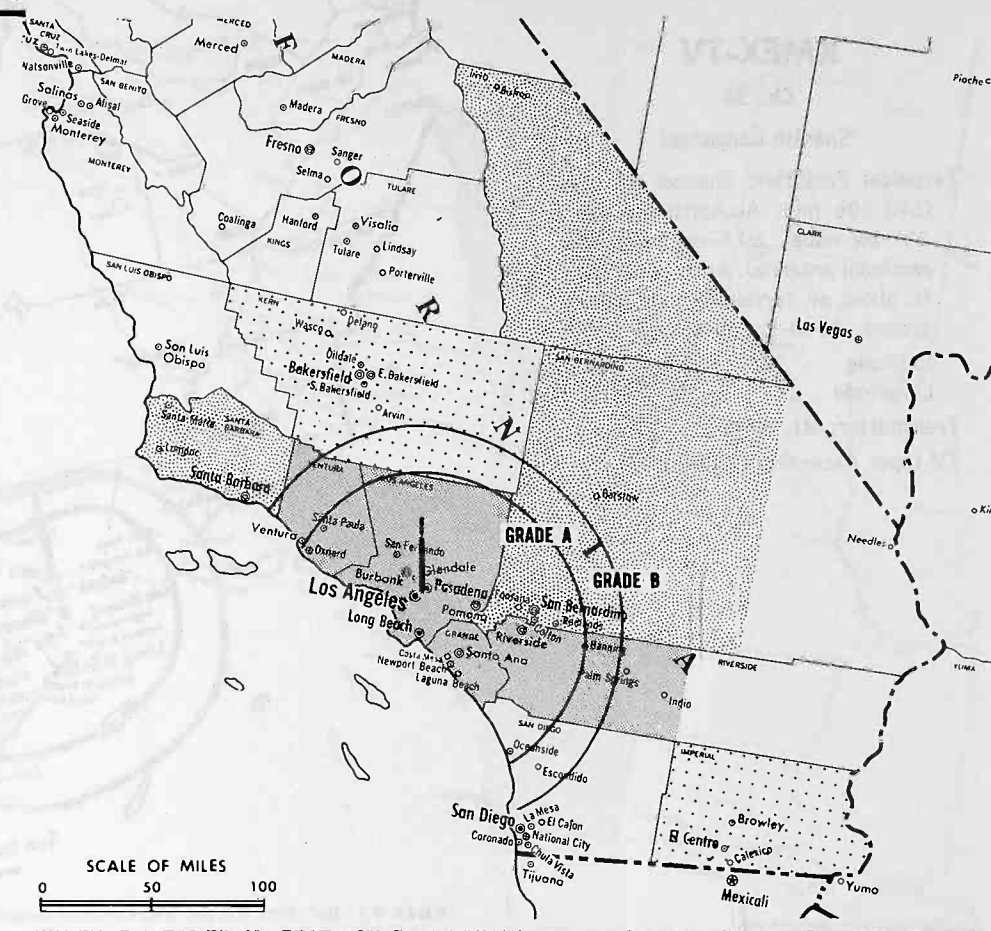 SANTA
CRUZ
CRUZ
Twin Lakes-Delmar
Natsonville
SAN BENITO
Salinas
Alisal
Grove
Seaside
Monterey
MONTEREY
MERCED
Merced
F
MADERA
Madera
FRESNO
Fresno
Sanger
Selma
O
TULARE
Coalinga
Hanford
Visalia
KINGS
Tulare
Lindsay
Porterville
INYO
Bishop
Pioche
CLARK
Las Vegas
SAN LUIS OBISPO
KERN
R
Delano
Wasco
San Luis
Obispo
Oildale
Bakersfield
E. Bakersfield
S. Bakersfield
Arvin
SAN BERNARDINO
Santa Maria
SANTA
BARBARA
Lompoc
Santa Barbara
N
VENTURA
LOS ANGELES
Barstow
Ventura
Santa Paula
Oxnard
San Fernando
GRADE A
I
GRADE B
Needles
Ki
Burbank
Glendale
Los Angeles
Pasadena
Fontana
San Bernardino
Pomona
Colton
Redlands
Long Beach
Riverside
GRANDE
Santa Ana
Banning
Costa Mesa
Newport Beach
Laguna Beach
Palm Springs
A
RIVERSIDE
YUMA
Indio
SAN DIEGO
Oceanside
Escondido
IMPERIAL
San Diego
La Mesa
El Cajon
National City
Coronado
Chula Vista
Tijuana
Browley
El Centro
Calexico
Mexicali
Yumo
SCALE OF MILES
0 50 100